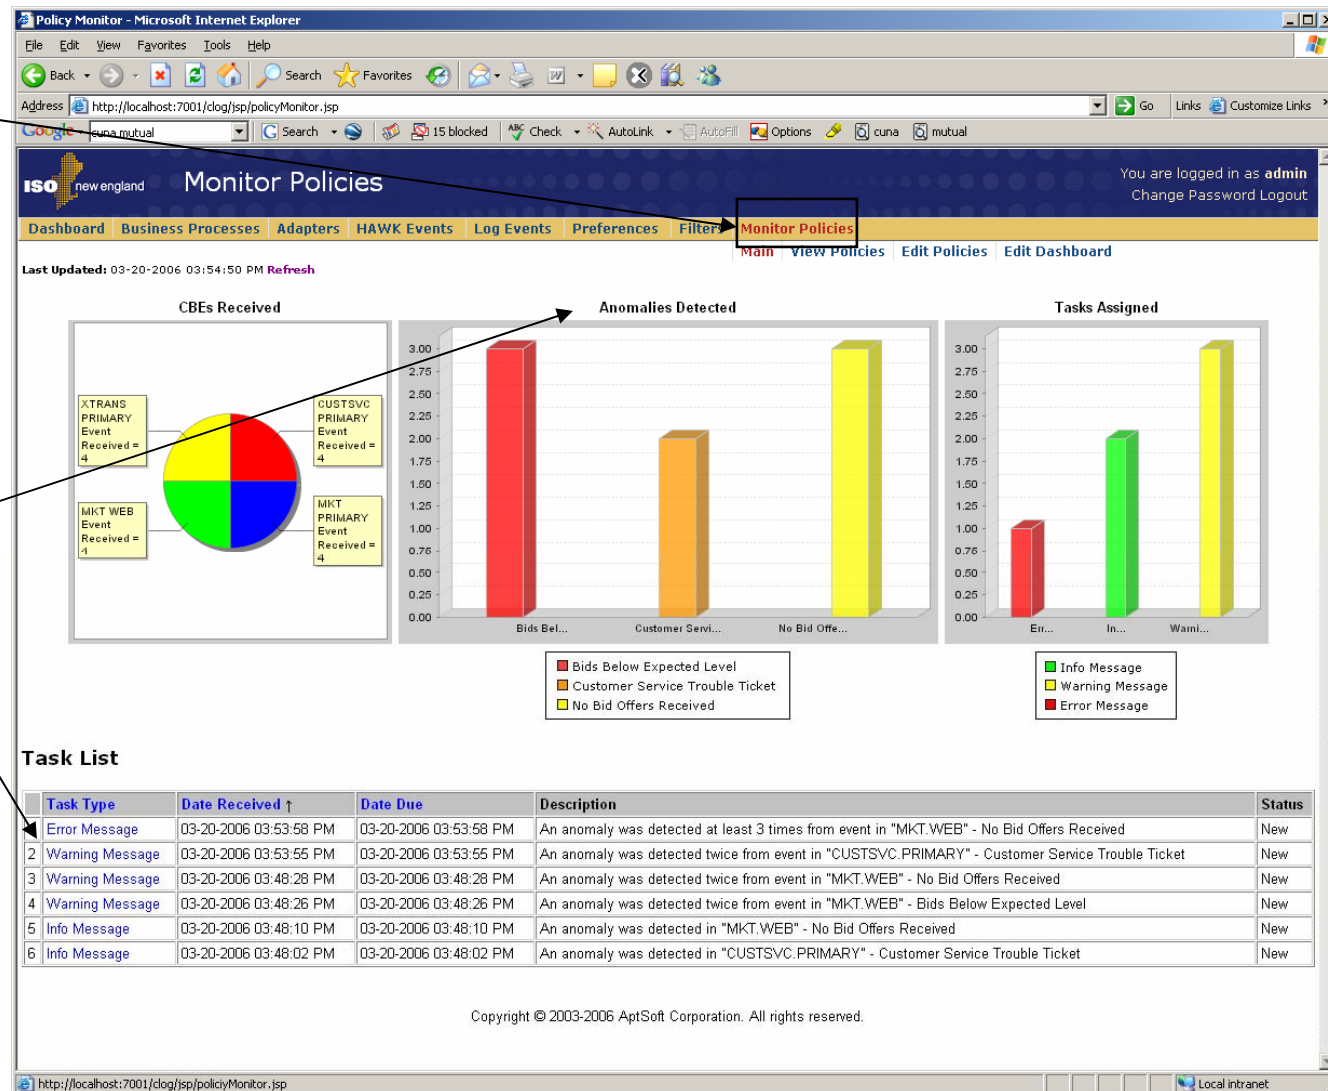 Policy Monitor - Microsoft Internet Explorer
File Edit View Favorites Tools Help
Back Search Favorites
Address http://localhost:7001/clog/jsp/policyMonitor.jsp Go Links Customize Links
Google cuna mutual Search 15 blocked Check AutoLink AutoFill Options cuna mutual
ISO new england Monitor Policies
You are logged in as admin
Change Password Logout
Dashboard Business Processes Adapters HAWK Events Log Events Preferences Filters Monitor Policies
Main View Policies Edit Policies Edit Dashboard
Last Updated: 03-20-2006 03:54:50 PM Refresh
CBEs Received
XTRANS
PRIMARY
Event
Received =
4
CUSTSVC
PRIMARY
Event
Received =
4
MKT WEB
Event
Received =
4
MKT
PRIMARY
Event
Received =
4
Anomalies Detected
3.00
2.75
2.50
2.25
2.00
1.75
1.50
1.25
1.00
0.75
0.50
0.25
0.00
Bids Bel... Customer Servi... No Bid Offe...
Bids Below Expected Level
Customer Service Trouble Ticket
No Bid Offers Received
Tasks Assigned
3.00
2.75
2.50
2.25
2.00
1.75
1.50
1.25
1.00
0.75
0.50
0.25
0.00
Err... In... Warni...
Info Message
Warning Message
Error Message
Task List
Task Type Date Received ↑ Date Due Description Status
Error Message 03-20-2006 03:53:58 PM 03-20-2006 03:53:58 PM An anomaly was detected at least 3 times from event in "MKT.WEB" - No Bid Offers Received New
2 Warning Message 03-20-2006 03:53:55 PM 03-20-2006 03:53:55 PM An anomaly was detected twice from event in "CUSTSVC.PRIMARY" - Customer Service Trouble Ticket New
3 Warning Message 03-20-2006 03:48:28 PM 03-20-2006 03:48:28 PM An anomaly was detected twice from event in "MKT.WEB" - No Bid Offers Received New
4 Warning Message 03-20-2006 03:48:26 PM 03-20-2006 03:48:26 PM An anomaly was detected twice from event in "MKT.WEB" - Bids Below Expected Level New
5 Info Message 03-20-2006 03:48:10 PM 03-20-2006 03:48:10 PM An anomaly was detected in "MKT.WEB" - No Bid Offers Received New
6 Info Message 03-20-2006 03:48:02 PM 03-20-2006 03:48:02 PM An anomaly was detected in "CUSTSVC.PRIMARY" - Customer Service Trouble Ticket New
Copyright © 2003-2006 AptSoft Corporation. All rights reserved.
http://localhost:7001/clog/jsp/policiyMonitor.jsp Local intranet